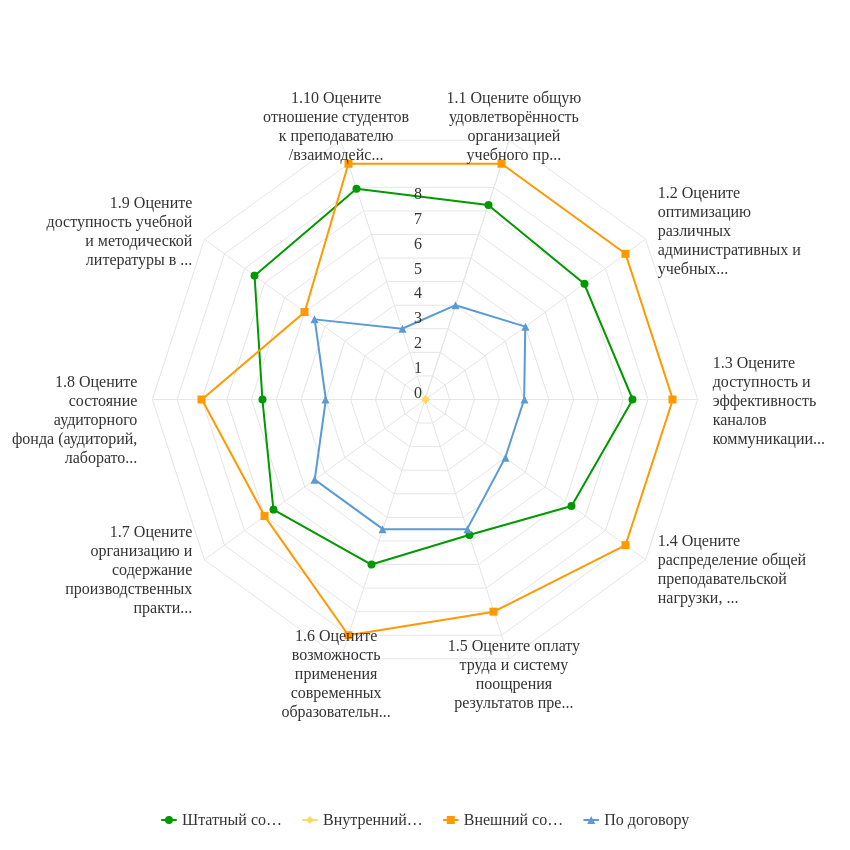 1.10 Оцените
отношение студентов
к преподавателю
/взаимодейс...
1.1 Оцените общую
удовлетворённость
организацией
учебного пр...
1.9 Оцените
доступность учебной
и методической
литературы в ...
1.2 Оцените
оптимизацию
различных
административных и
учебных...
8
7
6
5
4
3
2
1
0
1.8 Оцените
состояние
аудиторного
фонда (аудиторий,
лаборато...
1.3 Оцените
доступность и
эффективность
каналов
коммуникации...
1.7 Оцените
организацию и
содержание
производственных
практи...
1.4 Оцените
распределение общей
преподавательской
нагрузки, ...
1.6 Оцените
возможность
применения
современных
образовательн...
1.5 Оцените оплату
труда и систему
поощрения
результатов пре...
Штатный со…
Внутренний…
Внешний со…
По договору